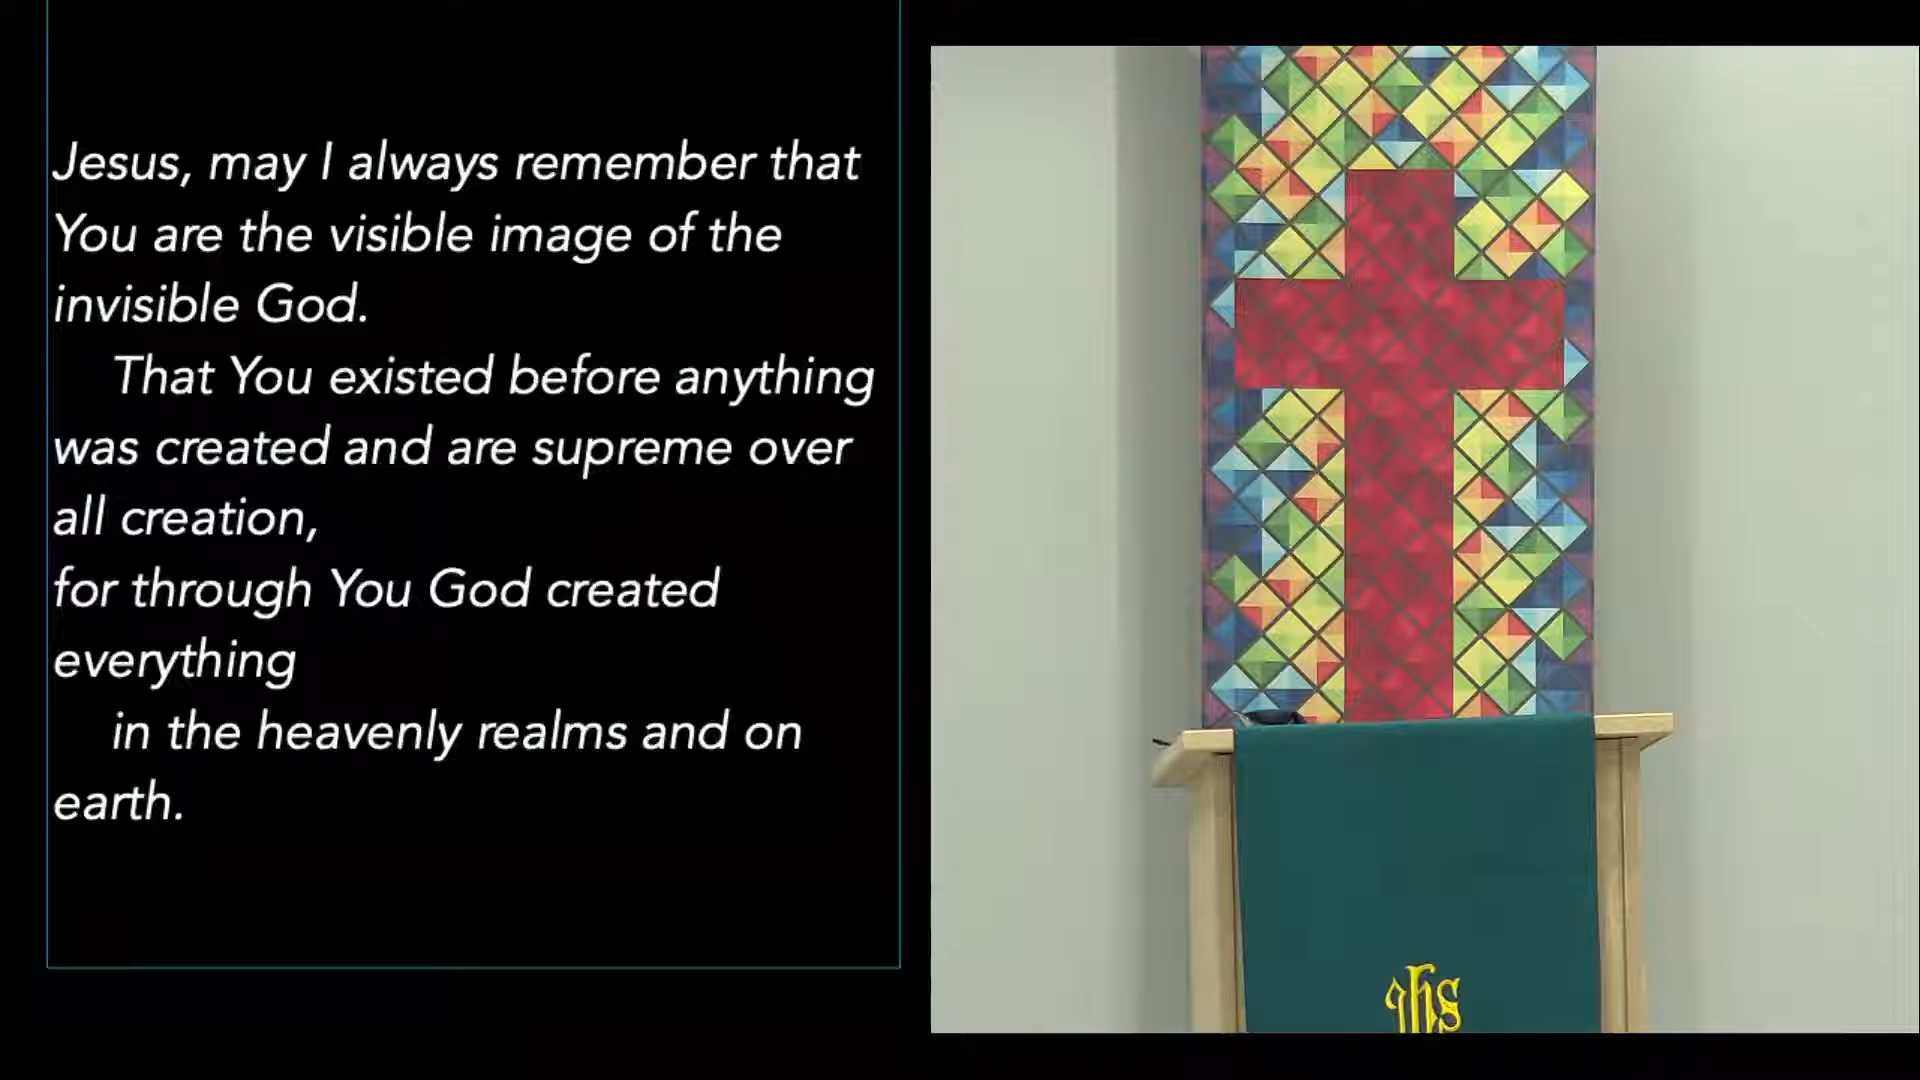 Jesus, may I always remember that
You are the visible image of the
invisible God.
That You existed before anything
was created and are supreme over
all creation,
for through You God created
everything
in the heavenly realms and on
earth.
ihs